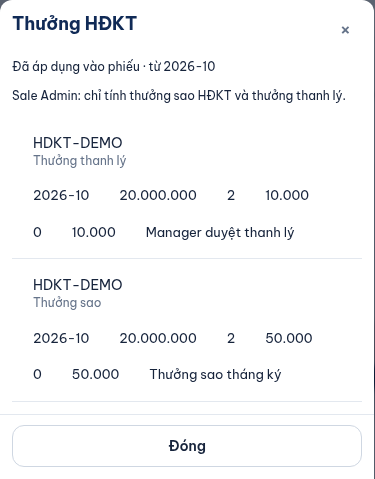 Thưởng HĐKT
×
Đã áp dụng vào phiếu · từ 2026-10
Sale Admin: chỉ tính thưởng sao HĐKT và thưởng thanh lý.
HDKT-DEMO
Thưởng thanh lý
2026-10 20.000.000 2 10.000
0 10.000 Manager duyệt thanh lý
HDKT-DEMO
Thưởng sao
2026-10 20.000.000 2 50.000
0 50.000 Thưởng sao tháng ký
Đóng